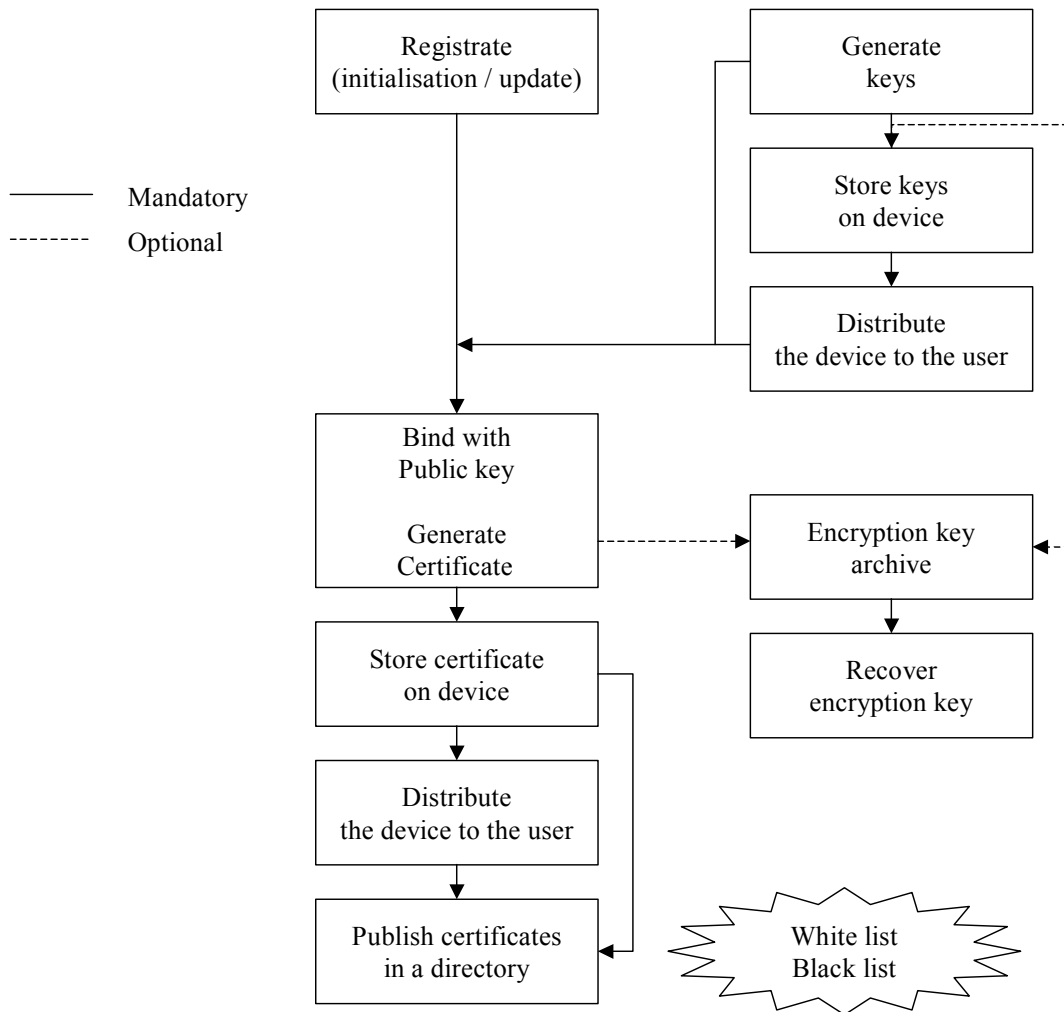 Registrate
(initialisation / update)
Generate
keys
Mandatory
Optional
Store keys
on device
Distribute
the device to the user
Bind with
Public key
Generate
Certificate
Encryption key
archive
Store certificate
on device
Recover
encryption key
Distribute
the device to the user
Publish certificates
in a directory
White list
Black list